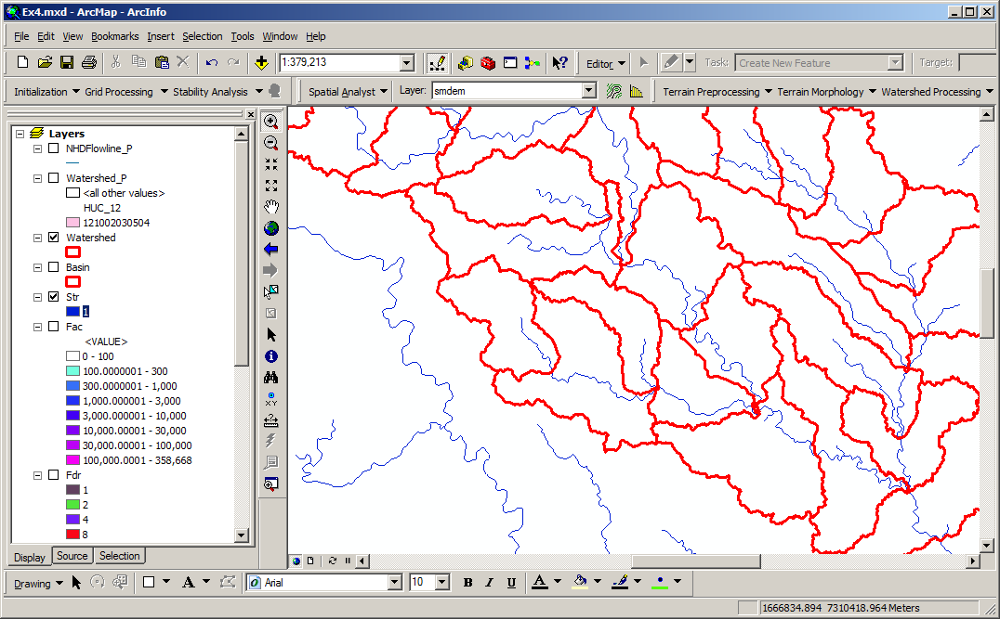 Ex4.mxd - ArcMap - ArcInfo
File Edit View Bookmarks Insert Selection Tools Window Help
1:379,213 Editor Task: Create New Feature Target:
Initialization Grid Processing Stability Analysis Spatial Analyst Layer: smdem Terrain Preprocessing Terrain Morphology Watershed Processing
Layers
NHDFlowline_P
Watershed_P
<all other values>
HUC_12
121002030504
Watershed
Basin
Str
1
Fac
<VALUE>
0 - 100
100.0000001 - 300
300.0000001 - 1,000
1,000.000001 - 3,000
3,000.000001 - 10,000
10,000.00001 - 30,000
30,000.00001 - 100,000
100,000.0001 - 358,668
Fdr
1
2
4
8
Display Source Selection
Drawing A Arial 10 B I U A
1666834.894 7310418.964 Meters